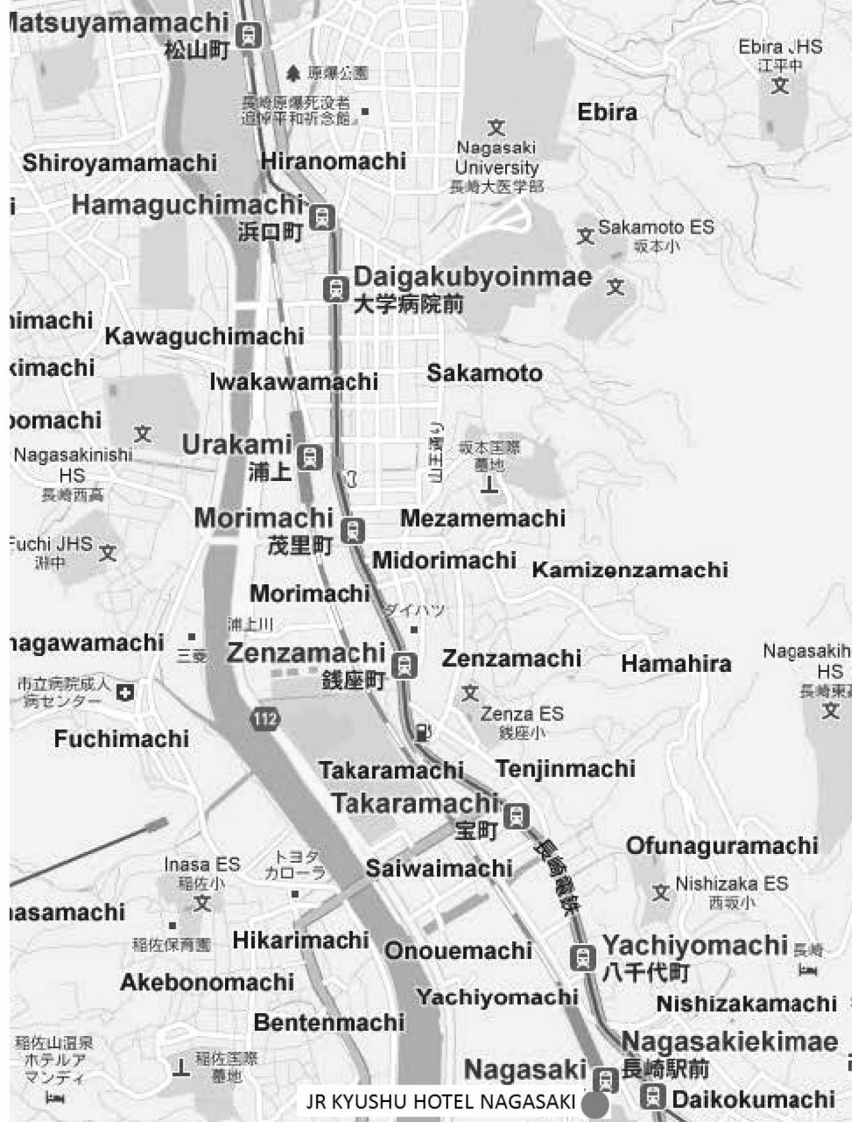 Matsuyamamachi
松山町
原爆公園
長崎原爆死没者
追悼平和祈念館
Ebira JHS
江平中
Ebira
Nagasaki
University
長崎大医学部
Shiroyamamachi
Hiranomachi
Hamaguchimachi
浜口町
Sakamoto ES
坂本小
Daigakubyoinmae
大学病院前
himachi
Kawaguchimachi
kimachi
Iwakawamachi
Sakamoto
oomachi
Nagasakinishi
HS
長崎西高
Urakami
浦上
山王通り
坂本国際
墓地
Morimachi
茂里町
Mezamemachi
Fuchi JHS
淵中
Midorimachi
Kamizenzamachi
Morimachi
ダイハツ
浦上川
nagawamachi
三菱
Zenzamachi
銭座町
Zenzamachi
Hamahira
Nagasakih
HS
長崎東高
市立病院成人
病センター
112
Zenza ES
銭座小
Fuchimachi
Takaramachi
Tenjinmachi
Takaramachi
宝町
長崎電鉄
Ofunaguramachi
Inasa ES
稲佐小
トヨタ
カローラ
Saiwaimachi
Nishizaka ES
西坂小
nasamachi
稲佐保育園
Hikarimachi
Onouemachi
Yachiyomachi
八千代町
長崎
Akebonomachi
Yachiyomachi
Nishizakamachi
Bentenmachi
稲佐山温泉
ホテルア
マンディ
稲佐国際
墓地
Nagasaki
Nagasakiekimae
長崎駅前
JR KYUSHU HOTEL NAGASAKI
Daikokumachi